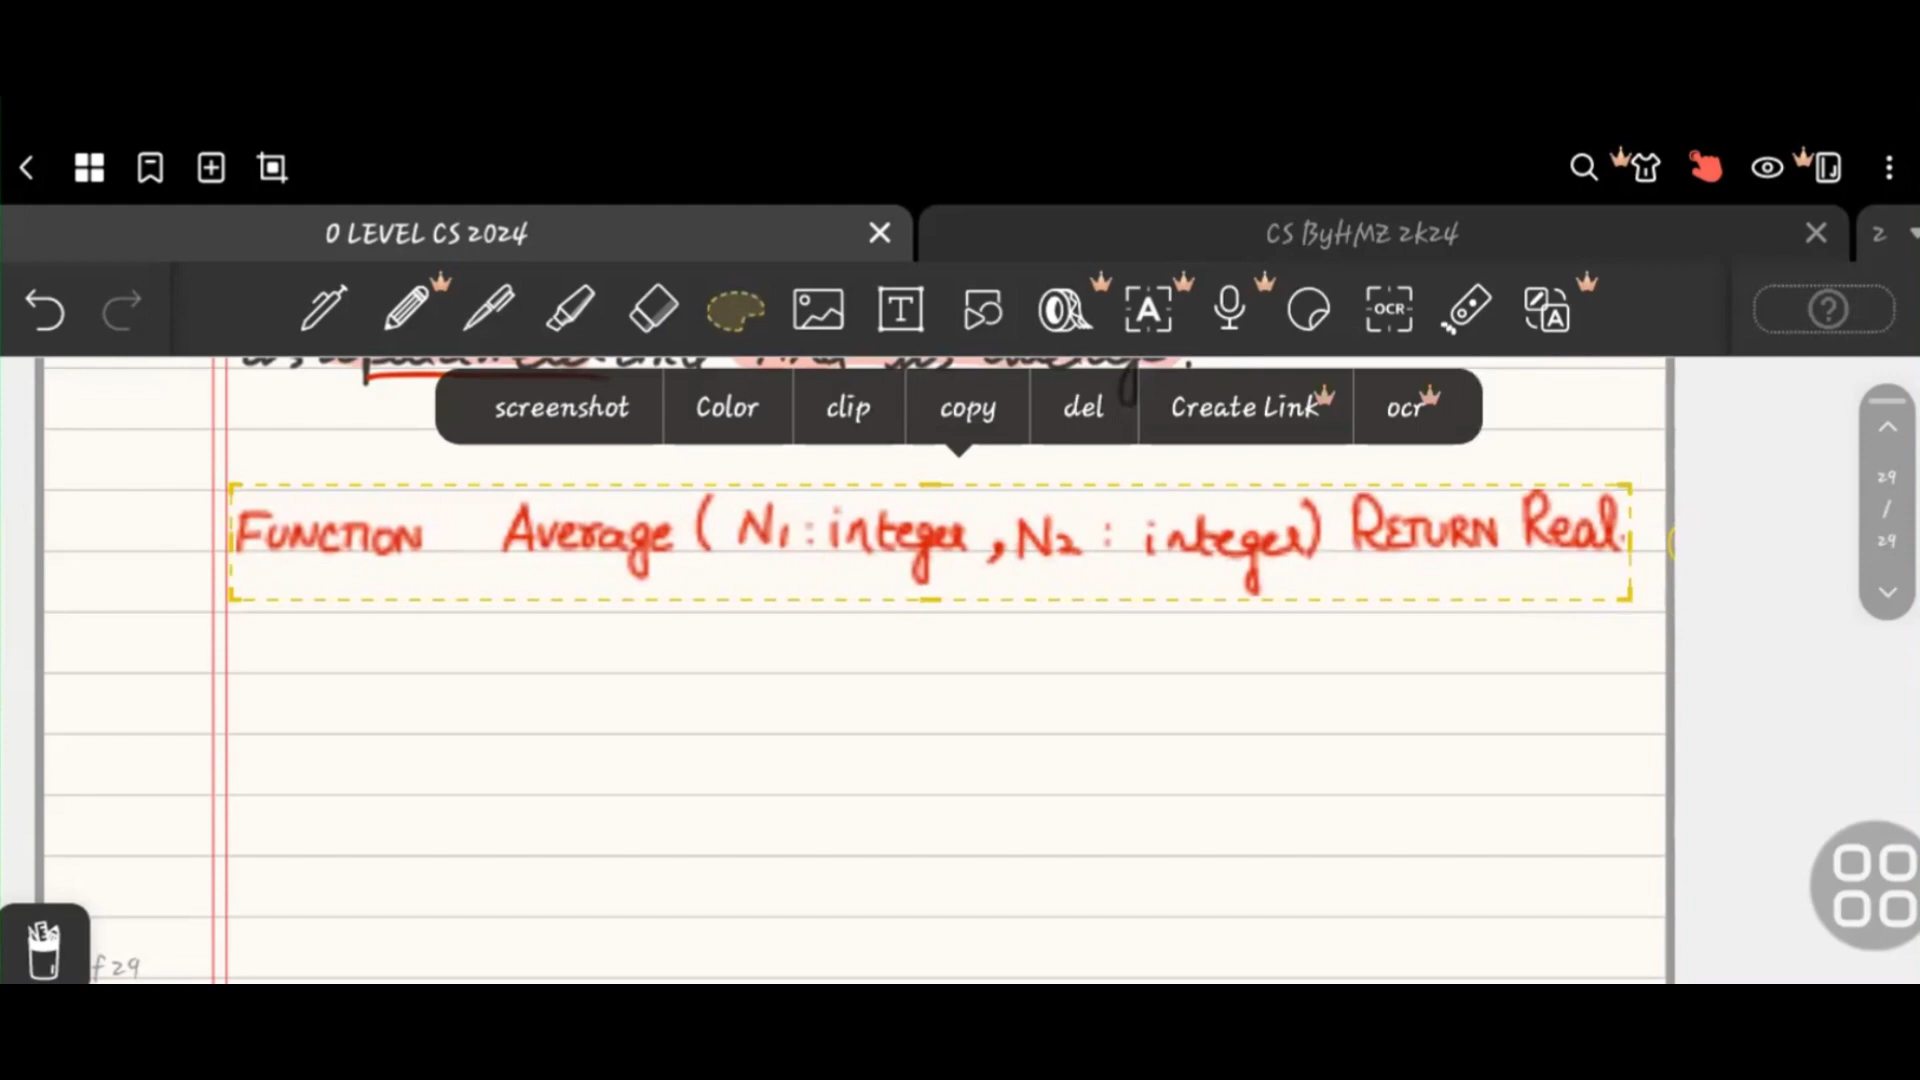 O LEVEL CS 2024
CS ByHMZ 2k24
2
T
A
OCR
A
?
screenshot
Color
clip
copy
del
Create Link
ocr
FUNCTION Average ( N1 : integer , N2 : integer) RETURN Real
29
/
29
f 29